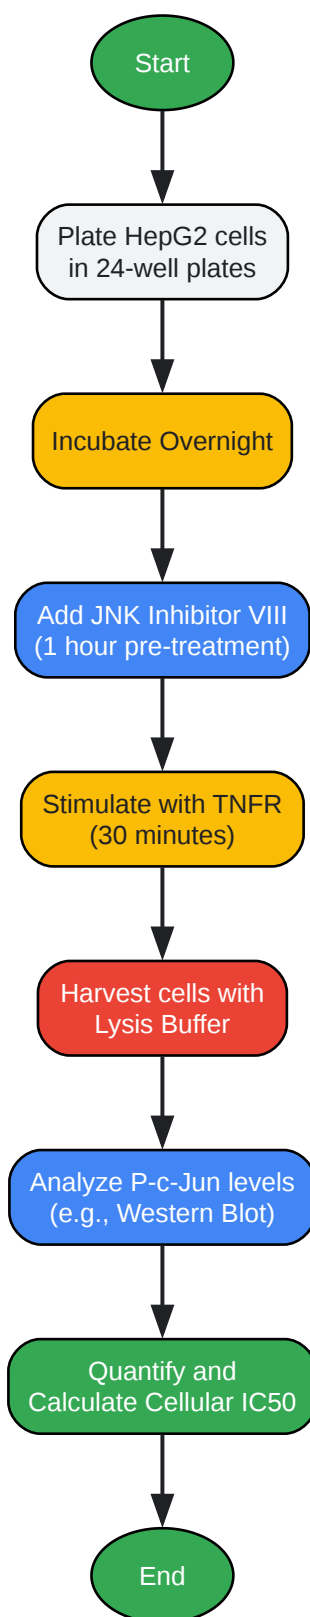 Start
Plate HepG2 cells
in 24-well plates
Incubate Overnight
Add JNK Inhibitor VIII
(1 hour pre-treatment)
Stimulate with TNFR
(30 minutes)
Harvest cells with
Lysis Buffer
Analyze P-c-Jun levels
(e.g., Western Blot)
Quantify and
Calculate Cellular IC50
End